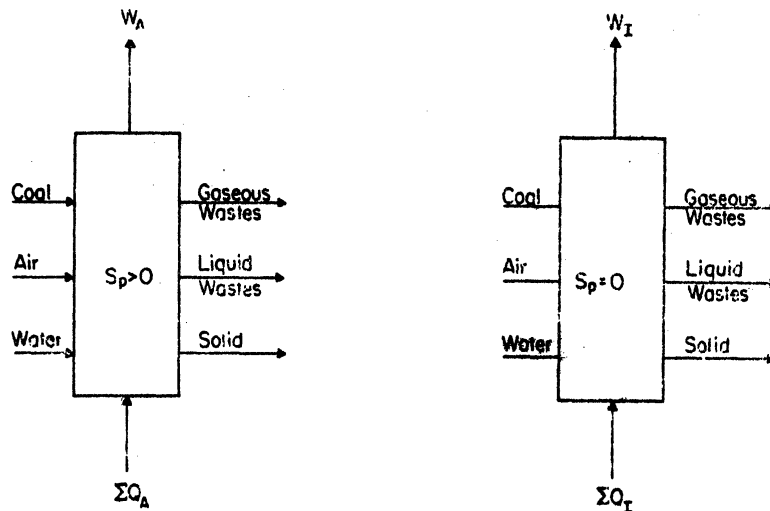 W_A
Coal
Gaseous
Wastes
Air
S_p>0
Liquid
Wastes
Water
Solid
ΣQ_A
W_I
Coal
Gaseous
Wastes
Air
S_p=0
Liquid
Wastes
Water
Solid
ΣQ_I